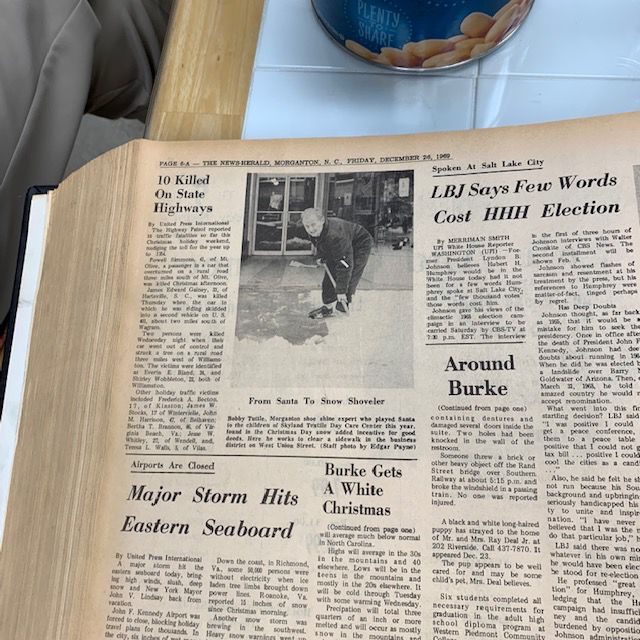 PLENTY
SHARE
PAGE 6-A — THE NEWS-HERALD, MORGANTON, N. C., FRIDAY, DECEMBER 26, 1969
10 Killed
On State
Highways
By United Press International
The Highway Patrol reported
10 traffic fatalities so far this
Christmas holiday weekend,
nudging the toll for the year up
to
Powell Simmons, of Mt.
Olive, a passenger in a car that
overturned on a rural road
three miles south of Mt. Olive,
was killed Christmas afternoon.
James Edward Gainey, of
Hartsville, S. C., was killed
Thursday when the car in
which he was riding skidded
into a second vehicle on U. S.
about two miles south of
Wagram.
Two persons were killed
Wednesday night when their
car went out of control and
struck a tree on a rural road
three miles west of Williamston.
The victims were identified
as Everlin E. Bland, and
Shirley Wobbleton, 22, both of
Williamston.
Other holiday traffic victims
included Frederick A. Becton,
17, of Kinston; James W.
Stocks, 17 of Winterville, John
M. Harrison, of Belhaven;
Bertha T. Brannon, of Virginia
Beach, Va.; Jose W.
Whitley, of Wendell, and,
Teresa L. Walls, 5, of Vilas.
From Santa To Snow Shoveler
Bobby Tuttle, Morganton shoe shine expert who played Santa
to the children of Skyland Textile Day Care Center this year,
found in the Christmas Day snow added incentive for good
deeds. Here he works to clear a sidewalk in the business
district on West Union Street. (Staff photo by Edgar Payne)
Spoken At Salt Lake City
LBJ Says Few Words
Cost HHH Election
By MERRIMAN SMITH
UPI White House Reporter
WASHINGTON (UPI) —Former
President Lyndon B.
Johnson believes Hubert H.
Humphrey would be in the
White House today had it not
been for a few words Humphrey
spoke at Salt Lake City,
and the "few thousand votes"
those words cost him.
Johnson gave his views of the
climactic 1968 election campaign
in an interview to be
carried Saturday by CBS-TV at
7:30 p.m. EST. The interview
is the first of three hours of
Johnson interviews with Walter
Cronkite of CBS News. The
second installment will be
shown Feb. 6.
Johnson showed flashes of
sarcasm and resentment at his
treatment by the press, but his
references to Humphrey were
matter-of-fact, tinged perhaps
by regret.
Has Deep Doubts
Johnson thought, as far back
as 1965, that it would be a
mistake for him to seek the
presidency. Once in office after
the death of President John F.
Kennedy, Johnson had deep
doubts about running in 1964.
When he did he was elected by
a landslide over Barry
Goldwater of Arizona. Then, on
March 31, 1968, he told an
amazed country he would not
accept renomination.
What went into this
startling decision? LBJ said
"I was positive I could
get a peace conference,
them to a peace table
positive that I could not get
tax bill . . . positive I could
cool the cities as a candidate
Also, he said he felt he should
not run because his Southern
background and upbringing
seriously handicapped his
ty to unite and inspire
nation. "I have never
believed that I was the
do that particular job," he
LBJ said there was no
whatever in his own mind
he would have been elected
he stood for re-election
He professed "great
tion" for Humphrey,
ledging that the
campaign had insuffi
ney and the candi
burdened by opposition
Around
Burke
(Continued from page one)
containing dentures and
damaged several doors inside the
suite. Two holes had been
knocked in the wall of the
restroom.
Someone threw a brick or
other heavy object off the Rand
Street bridge over Southern
Railway at about 5:15 p.m. and
broke the windshield in a passing
train. No one was reported
injured.
A black and white long-haired
puppy has strayed to the home
of Mr. and Mrs. Ray Deal Jr. at
202 Riverside. Call 437-7870. It
appeared Dec. 23.
The pup appears to be well
cared for and may be some
child's pet, Mrs. Deal believes.
Six students completed all
necessary requirements for
graduation in the adult high
school diploma program at
Western Piedmont Community
Airports Are Closed
Major Storm Hits
Eastern Seaboard
By United Press International
A major storm hit the
eastern seaboard today, bringing
high winds, slush, deep
snow and New York Mayor
John V. Lindsay back from
vacation.
John F. Kennedy Airport was
forced to close, blocking holiday
travel plans for thousands. In
the city, six inches of
Down the coast, in Richmond,
Va., some 50,000 persons were
without electricity when ice
laden tree limbs brought down
power lines. Roanoke, Va.
reported 10 inches of snow
since Christmas morning.
Another snow storm was
brewing in the southwest.
Heavy snow warnings went up
Burke Gets
A White
Christmas
(Continued from page one)
will average much below normal
in North Carolina.
Highs will average in the 30s
in the mountains and 40
elsewhere. Lows will be in the
teens in the mountains and
mostly in the 20s elsewhere. It
will be cold through Tuesday
with some warming Wednesday.
Precipitation will total three
quarters of an inch or more
melted and will occur as mostly
snow in the mountains, and